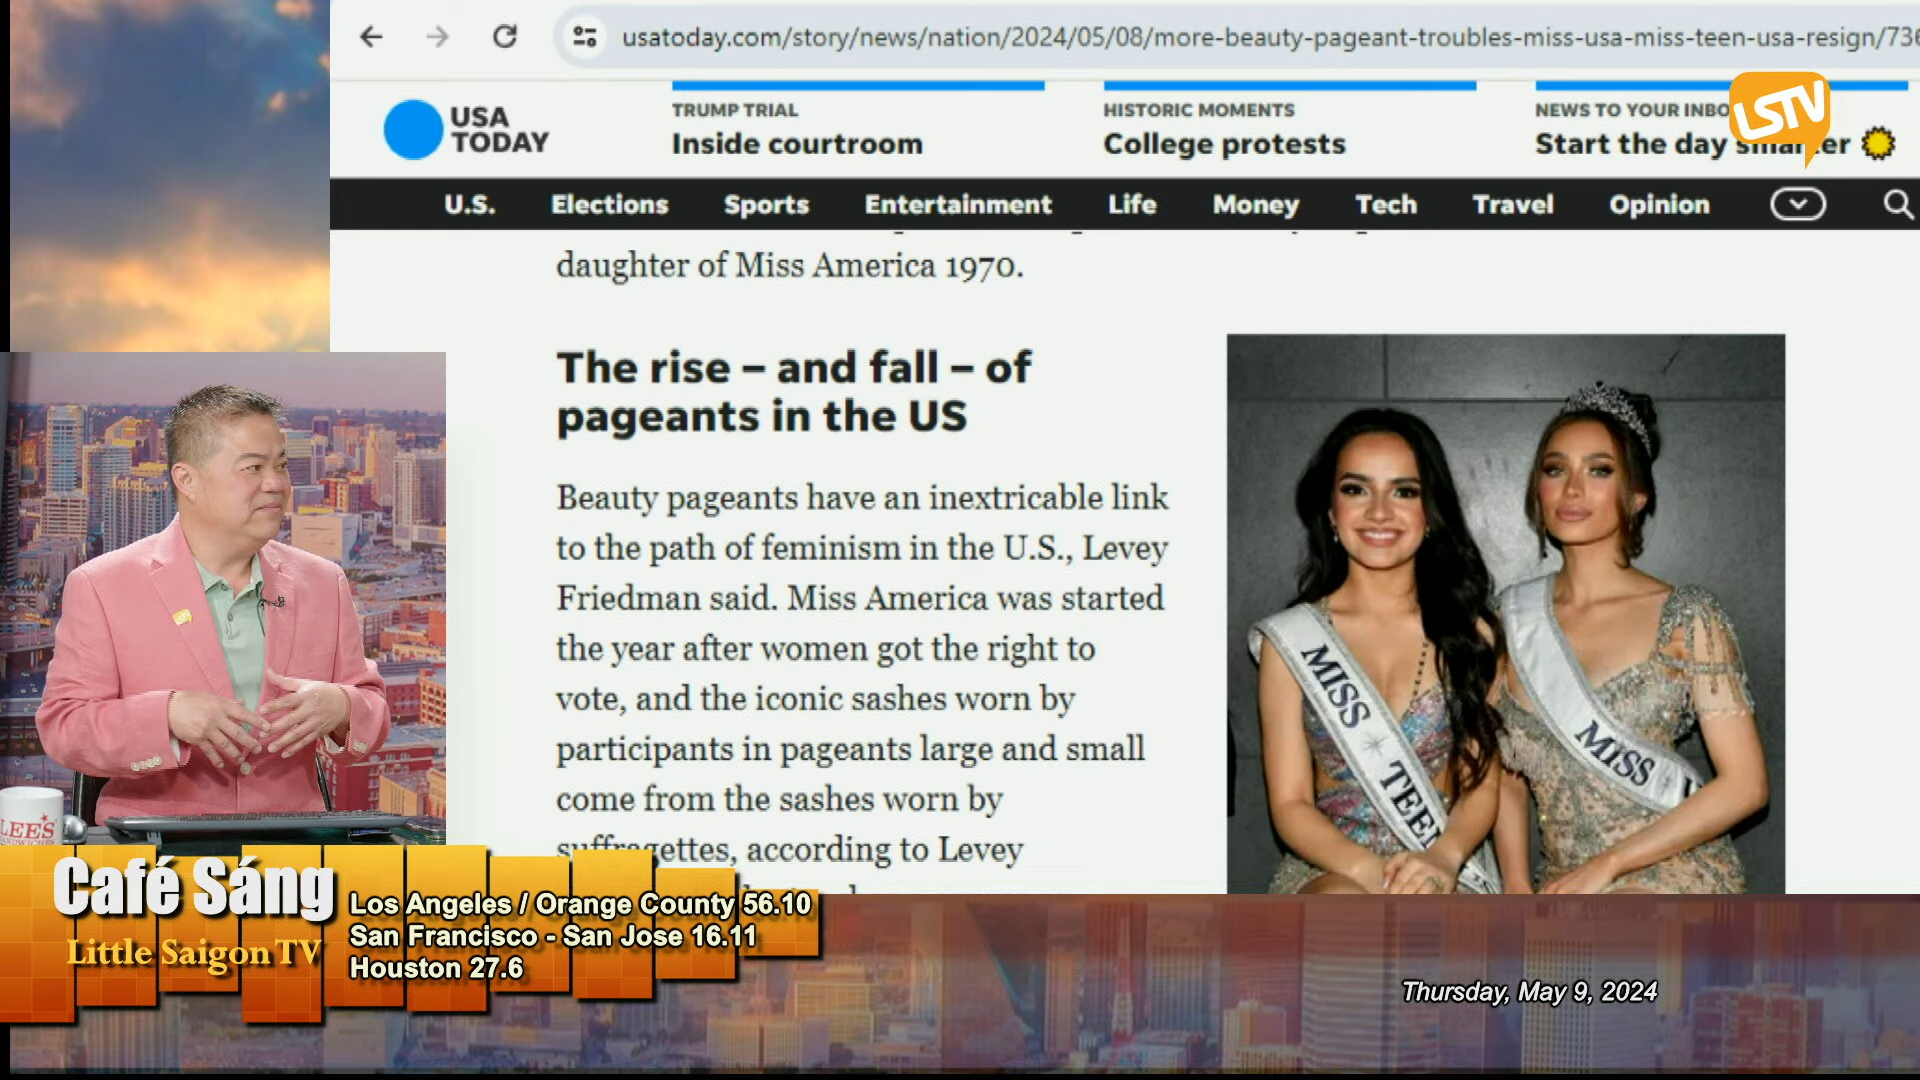 usatoday.com/story/news/nation/2024/05/08/more-beauty-pageant-troubles-miss-usa-miss-teen-usa-resign/736
USA
TODAY
TRUMP TRIAL
Inside courtroom
HISTORIC MOMENTS
College protests
NEWS TO YOUR INBO
Start the day smarter
LSTV
U.S. Elections Sports Entertainment Life Money Tech Travel Opinion
daughter of Miss America 1970.
The rise – and fall – of
pageants in the US
Beauty pageants have an inextricable link
to the path of feminism in the U.S., Levey
Friedman said. Miss America was started
the year after women got the right to
vote, and the iconic sashes worn by
participants in pageants large and small
come from the sashes worn by
suffragettes, according to Levey
MISS TEEN
MISS U
LEE'S
Café Sáng
Little Saigon TV
Los Angeles / Orange County 56.10
San Francisco - San Jose 16.11
Houston 27.6
Thursday, May 9, 2024